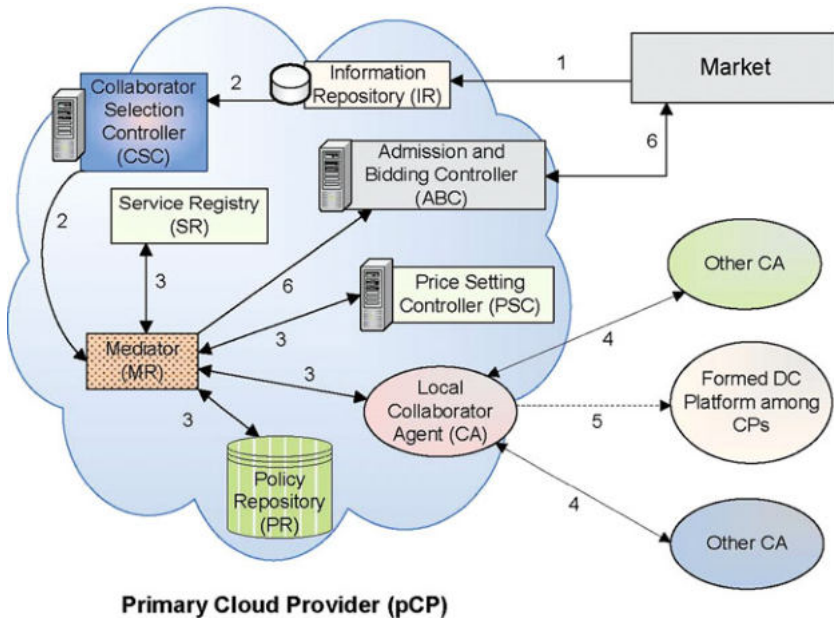 Collaborator
Selection
Controller
(CSC)
2
Information
Repository (IR)
1
Market
Admission and
Bidding Controller
(ABC)
6
2
Service Registry
(SR)
3
6
Price Setting
Controller (PSC)
3
Other CA
4
Mediator
(MR)
3
Local
Collaborator
Agent (CA)
5
Formed DC
Platform among
CPs
3
Policy
Repository
(PR)
4
Other CA
Primary Cloud Provider (pCP)